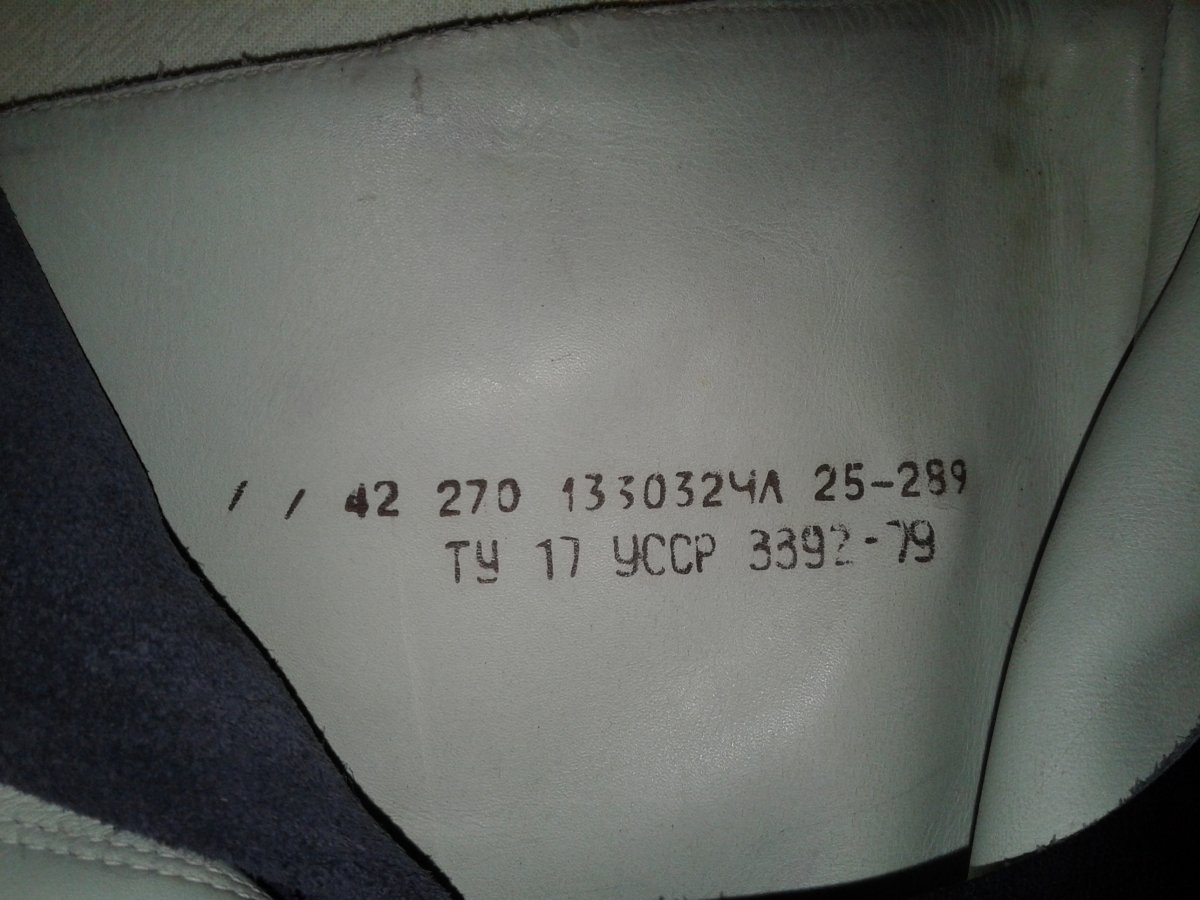 / / 42 270 1330324Л 25-289
ТУ 17 УССР 3392-79